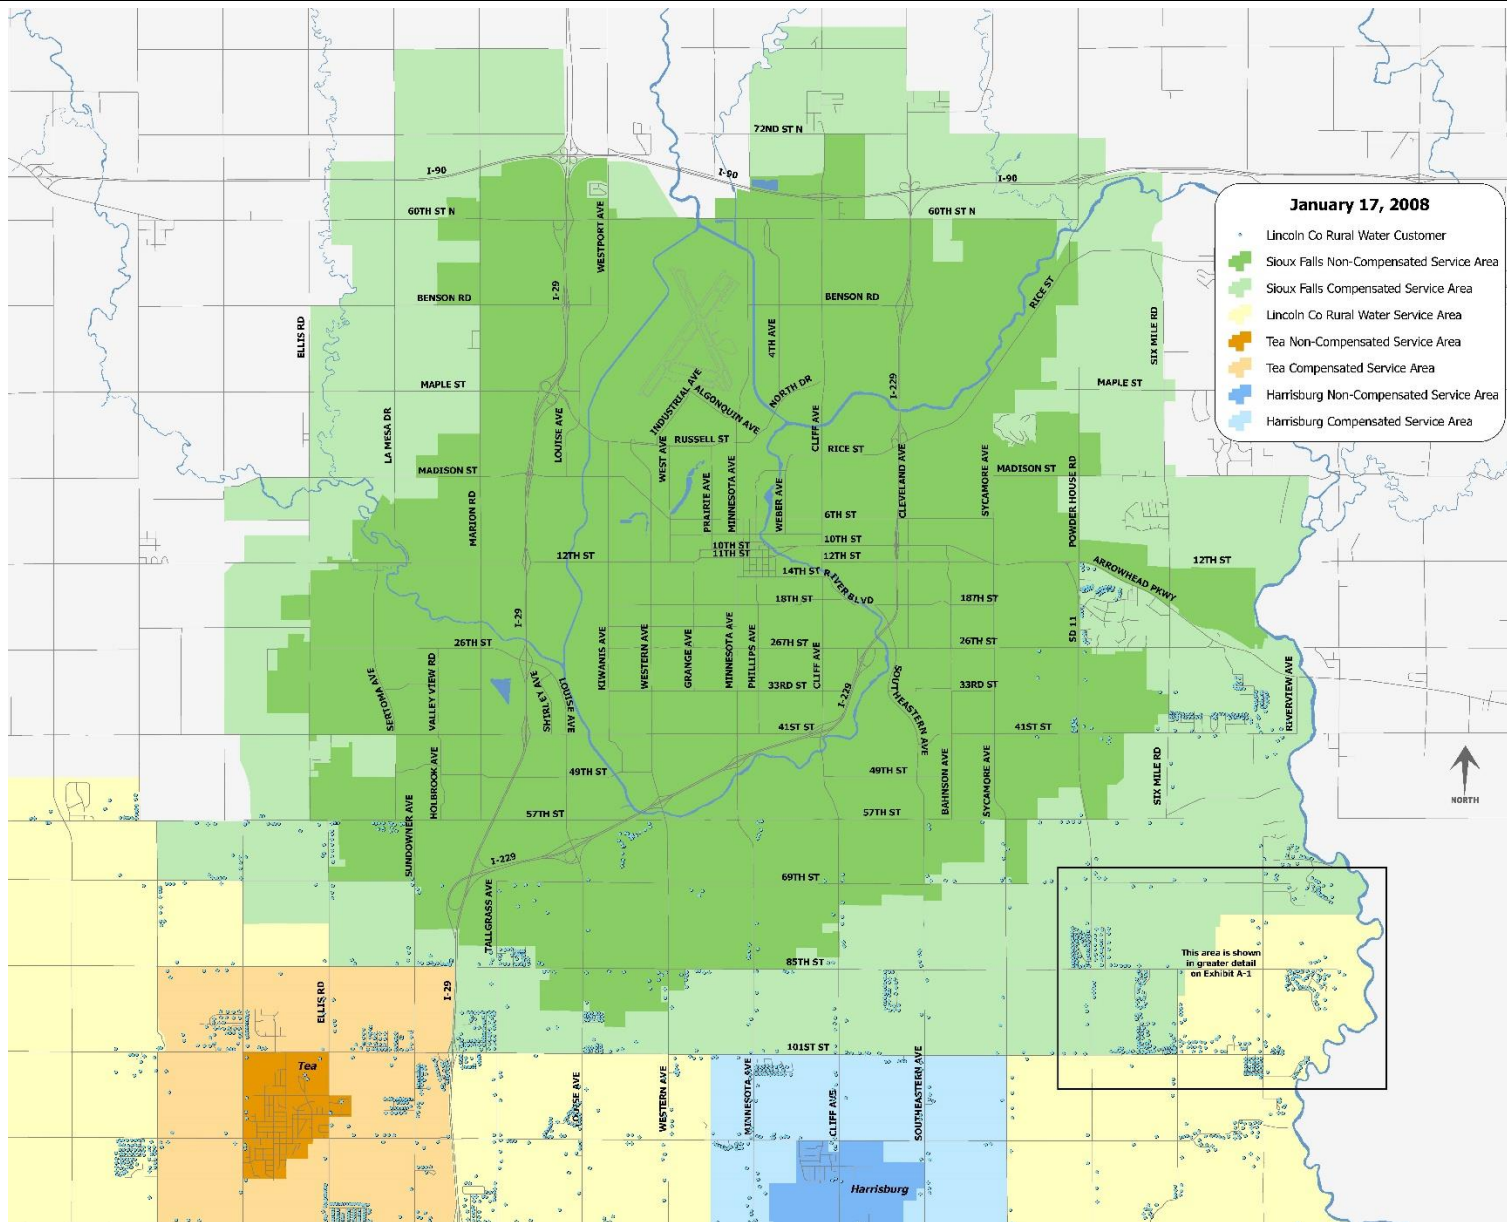 72ND ST N
I-90
I-90
I-90
January 17, 2008
Lincoln Co Rural Water Customer
Sioux Falls Non-Compensated Service Area
Sioux Falls Compensated Service Area
Lincoln Co Rural Water Service Area
Tea Non-Compensated Service Area
Tea Compensated Service Area
Harrisburg Non-Compensated Service Area
Harrisburg Compensated Service Area
60TH ST N
60TH ST N
WESTPORT AVE
I-29
BENSON RD
BENSON RD
RICE ST
ELLIS RD
4TH AVE
SIX MILE RD
MAPLE ST
MAPLE ST
INDUSTRIAL AVE
ALGONQUIN AVE
NORTH DR
I-229
LA MESA DR
LOUISE AVE
RUSSELL ST
CLIFF AVE
RICE ST
WEST AVE
MADISON ST
MADISON ST
PRAIRIE AVE
MINNESOTA AVE
WEBER AVE
CLEVELAND AVE
SYCAMORE AVE
POWDER HOUSE RD
MARION RD
6TH ST
10TH ST
10TH ST
11TH ST
12TH ST
12TH ST
12TH ST
ARROWHEAD PKWY
14TH ST
RIVER BLVD
18TH ST
187H ST
I-29
SD 11
26TH ST
267H ST
26TH ST
KIWANIS AVE
WESTERN AVE
GRANGE AVE
MINNESOTA AVE
PHILLIPS AVE
CLIFF AVE
SERTOMA AVE
VALLEY VIEW RD
SHIRTLEY AVE
LOUISE AVE
33RD ST
33RD ST
I-229
SOUTHEASTERN AVE
RIVERVIEW AVE
41ST ST
41ST ST
49TH ST
49TH ST
HOLBROOK AVE
BAHNSON AVE
SYCAMORE AVE
SIX MILE RD
NORTH
57TH ST
57TH ST
SUNDOWNER AVE
I-229
69TH ST
TALLGRASS AVE
85TH ST
This area is shown
in greater detail
on Exhibit A-1
ELLIS RD
I-29
101ST ST
Tea
LOUISE AVE
WESTERN AVE
MINNESOTA AVE
CLIFF AVE
SOUTHEASTERN AVE
Harrisburg